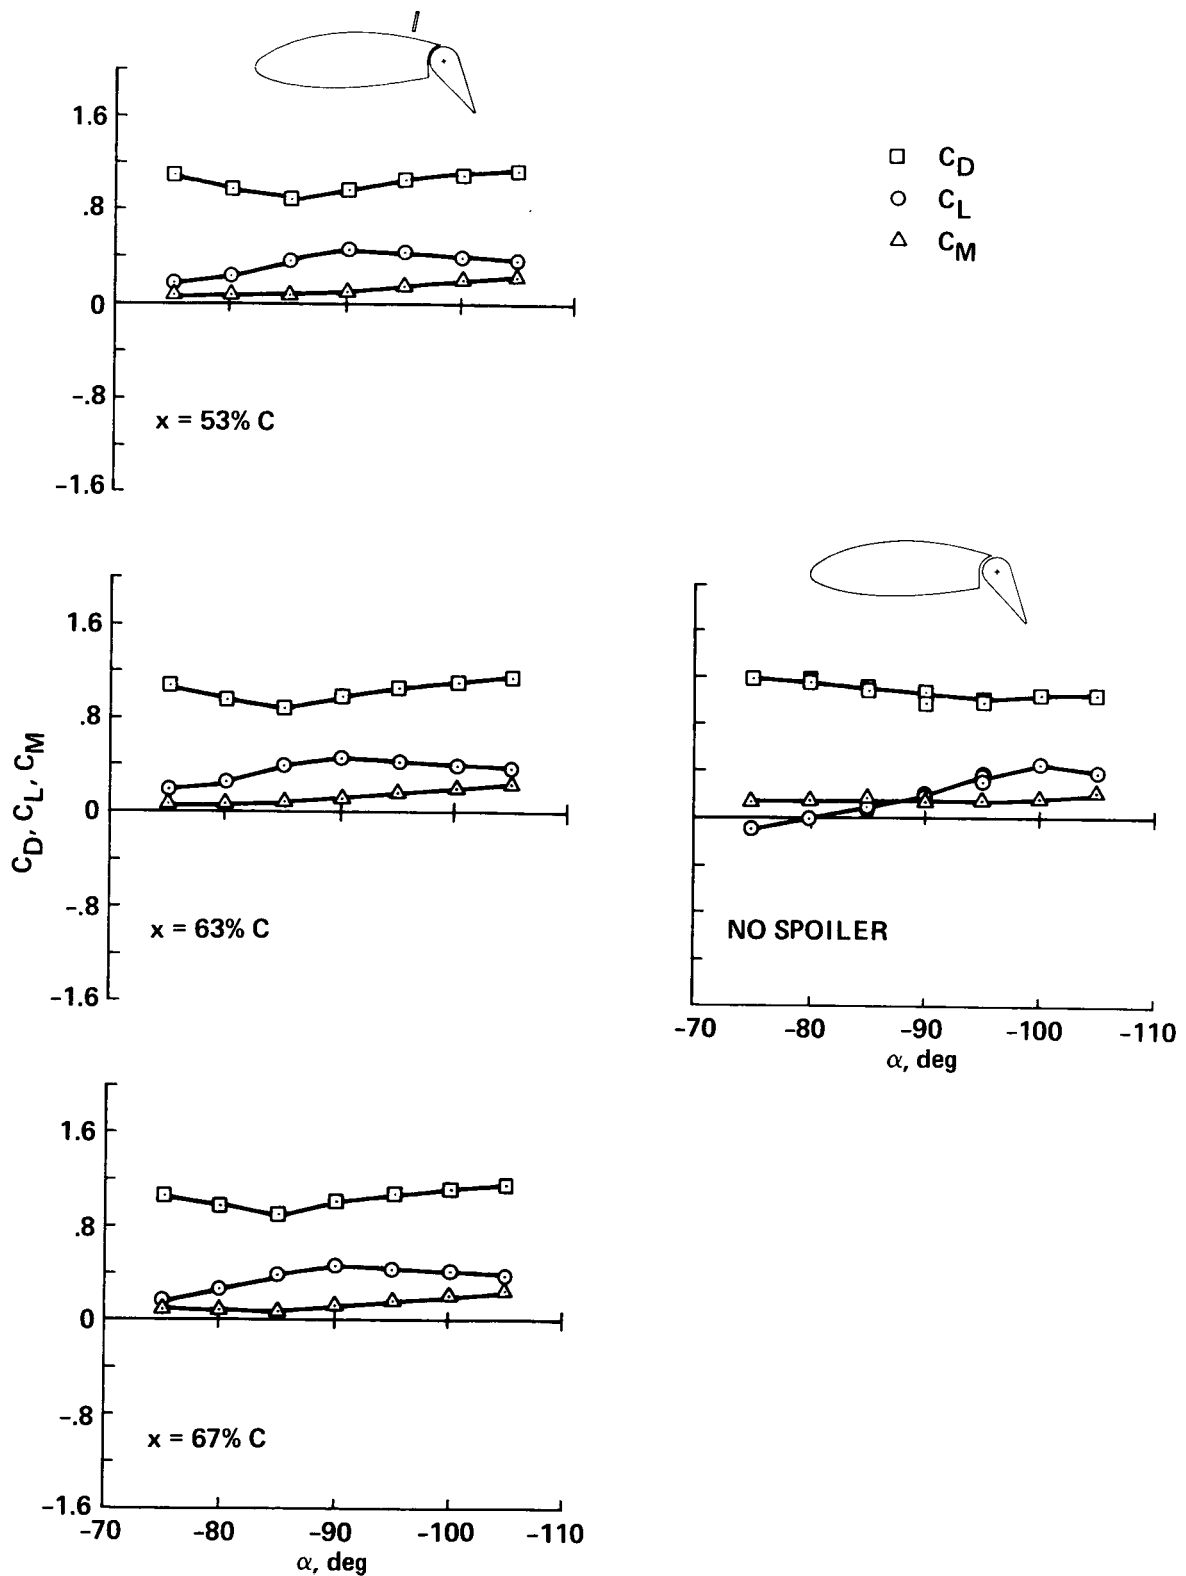 1.6
.8
0
-.8
-1.6
x = 53% C
C_D
C_L
C_M
C_D, C_L, C_M
1.6
.8
0
-.8
-1.6
x = 63% C
NO SPOILER
-70 -80 -90 -100 -110
α, deg
1.6
.8
0
-.8
-1.6
x = 67% C
-70 -80 -90 -100 -110
α, deg